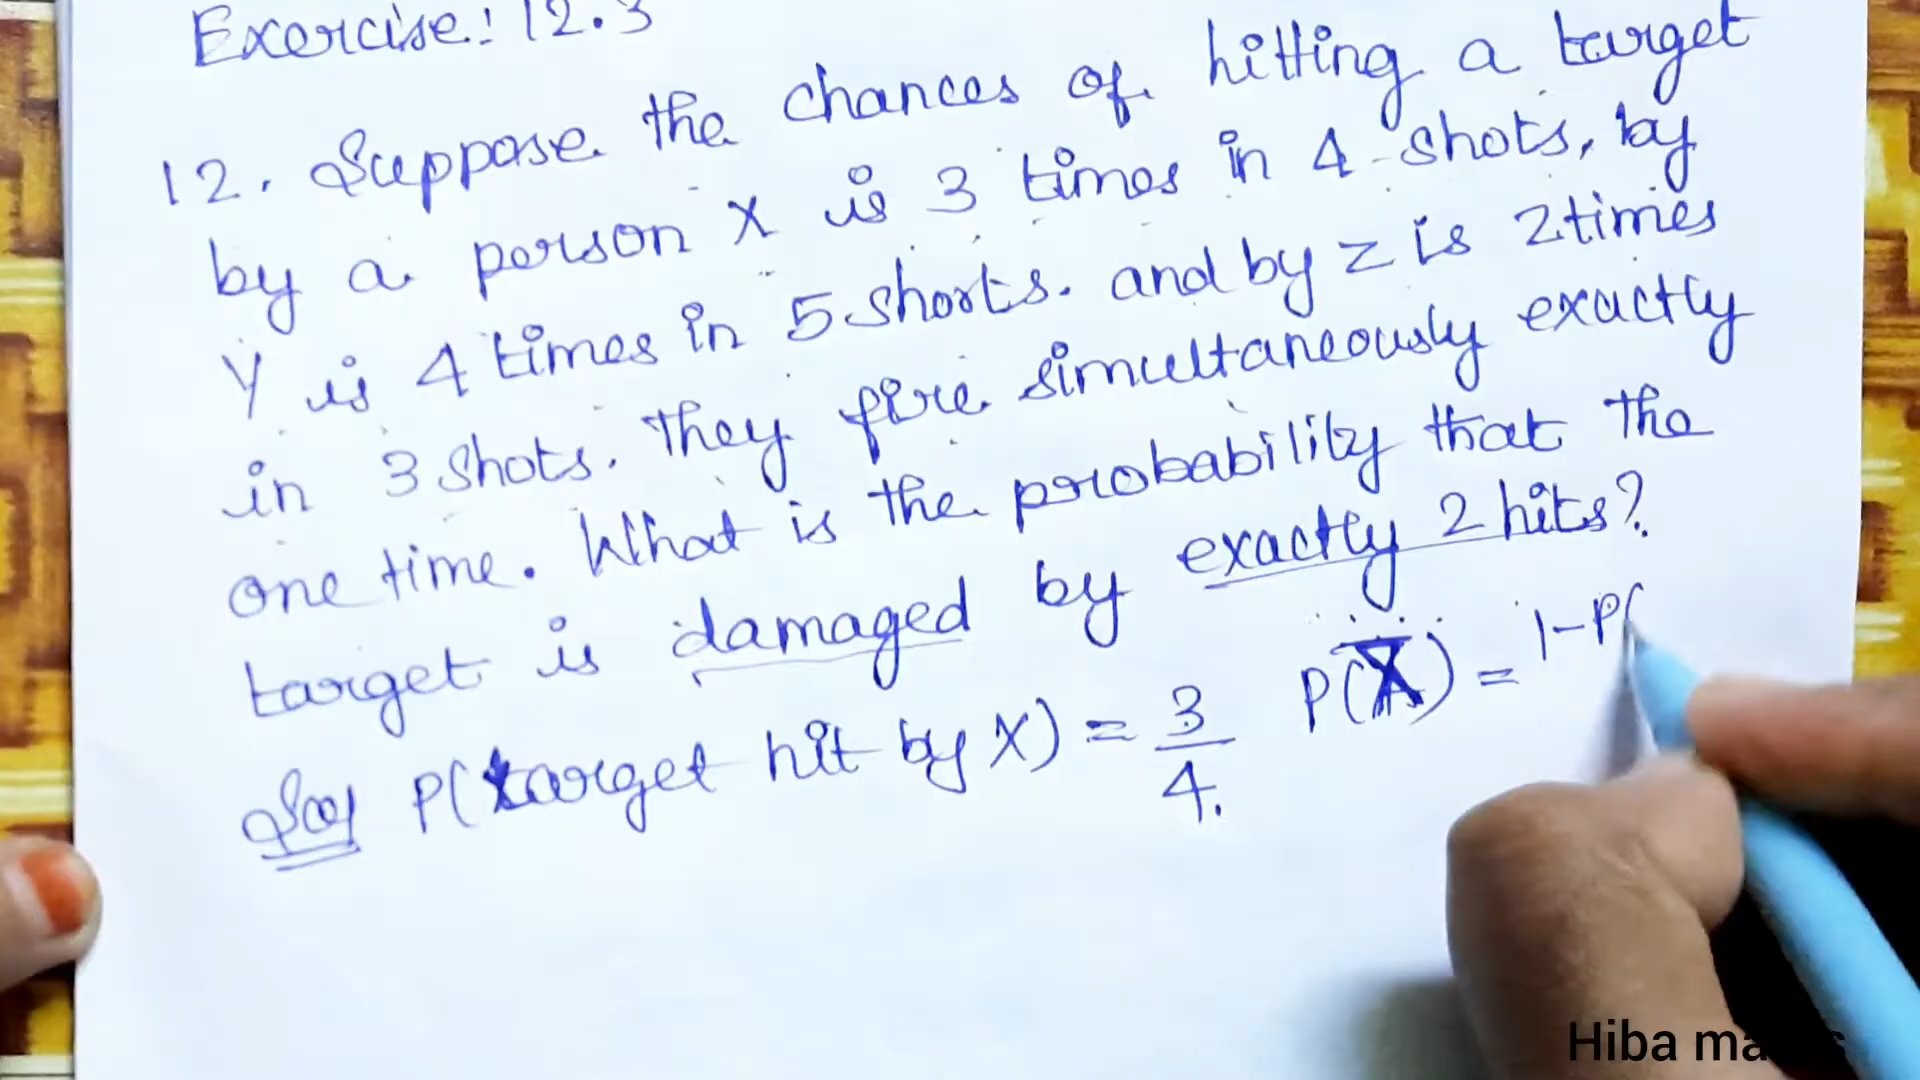 Exercise: 12.3
12. Suppose the chances of hitting a target
by a person X is 3 times in 4 shots, by
Y is 4 times in 5 shorts. and by Z is 2 times
in 3 shots. They fire simultaneously exactly
one time. What is the probability that the
target is damaged by exactly 2 hits?
Sol P(target hit by X) = 3/4. P(X̅) = 1-P(
Hiba ma